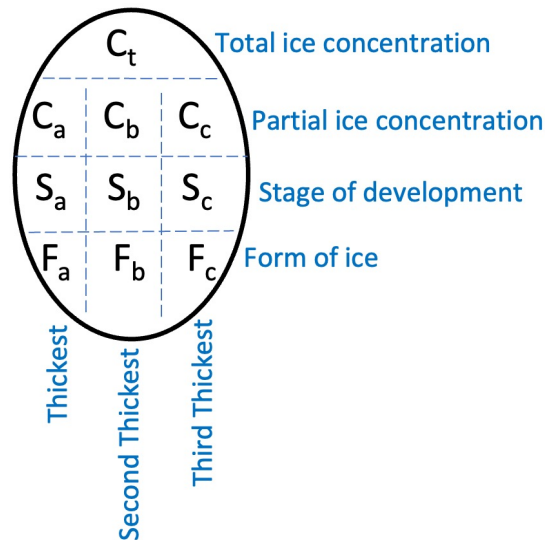 Ct Total ice concentration
Ca Cb Cc Partial ice concentration
Sa Sb Sc Stage of development
Fa Fb Fc Form of ice
Thickest
Second Thickest
Third Thickest